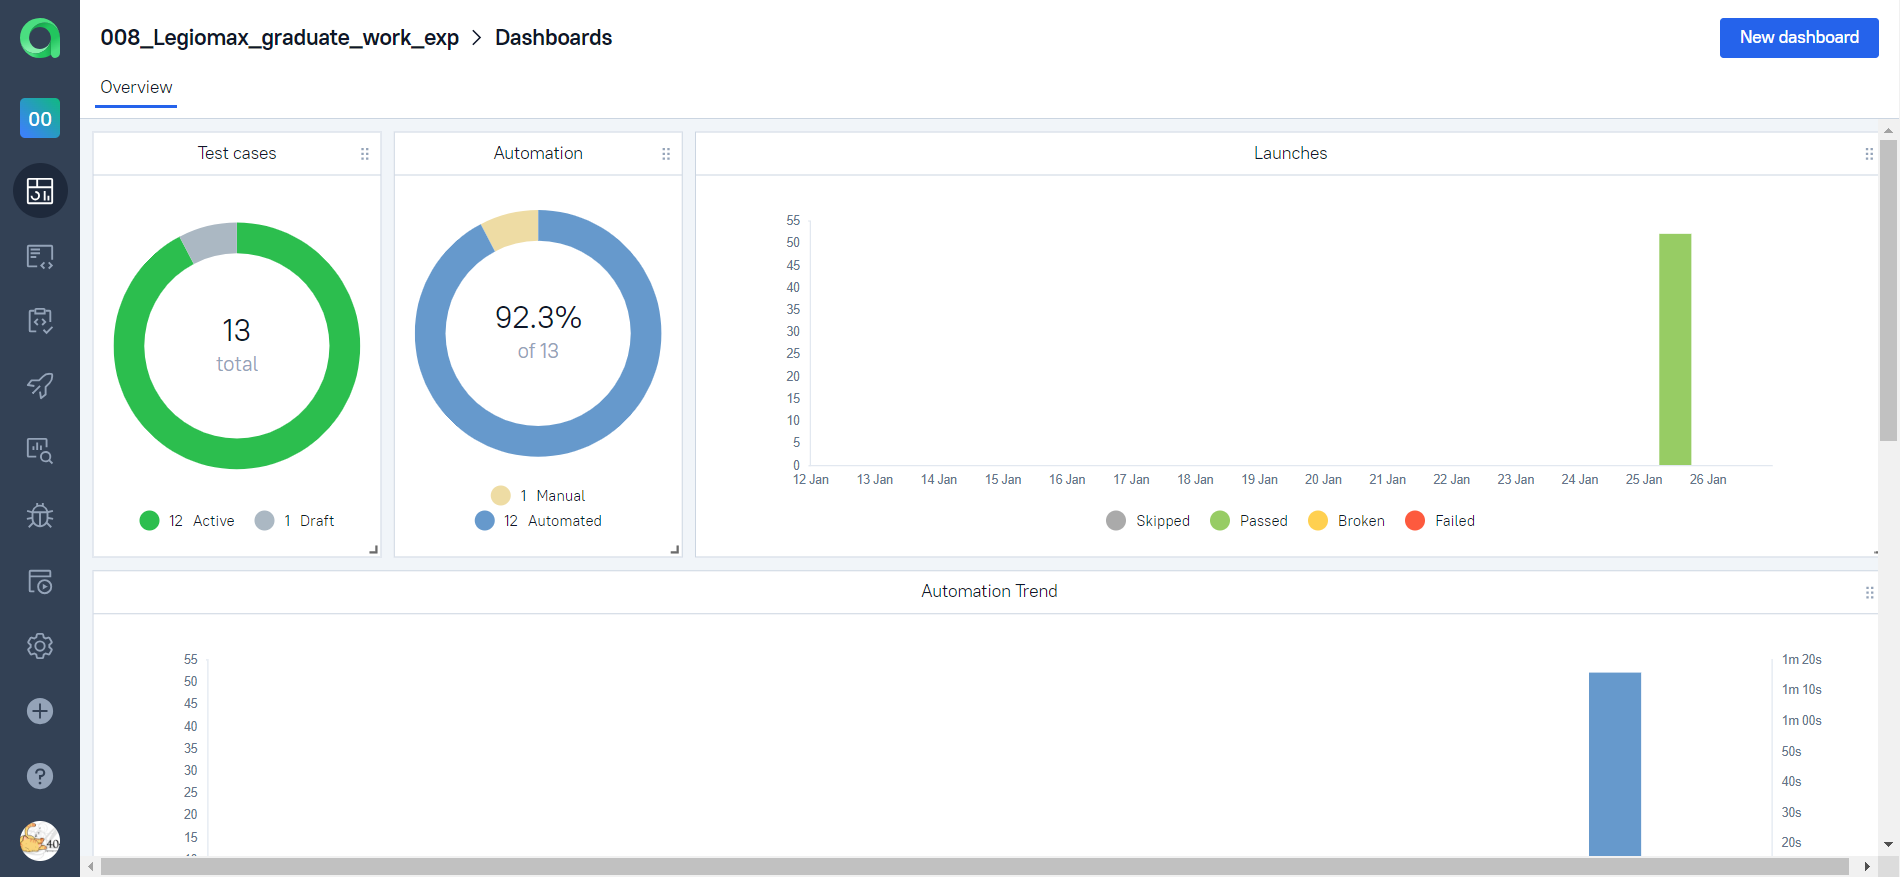 008_Legiomax_graduate_work_exp > Dashboards
New dashboard
Overview
00
Test cases
13
total
12 Active
1 Draft
Automation
92.3%
of 13
1 Manual
12 Automated
Launches
55
50
45
40
35
30
25
20
15
10
5
0
12 Jan 13 Jan 14 Jan 15 Jan 16 Jan 17 Jan 18 Jan 19 Jan 20 Jan 21 Jan 22 Jan 23 Jan 24 Jan 25 Jan 26 Jan
Skipped Passed Broken Failed
Automation Trend
55
50
45
40
35
30
25
20
15
1m 20s
1m 10s
1m 00s
50s
40s
30s
20s
40